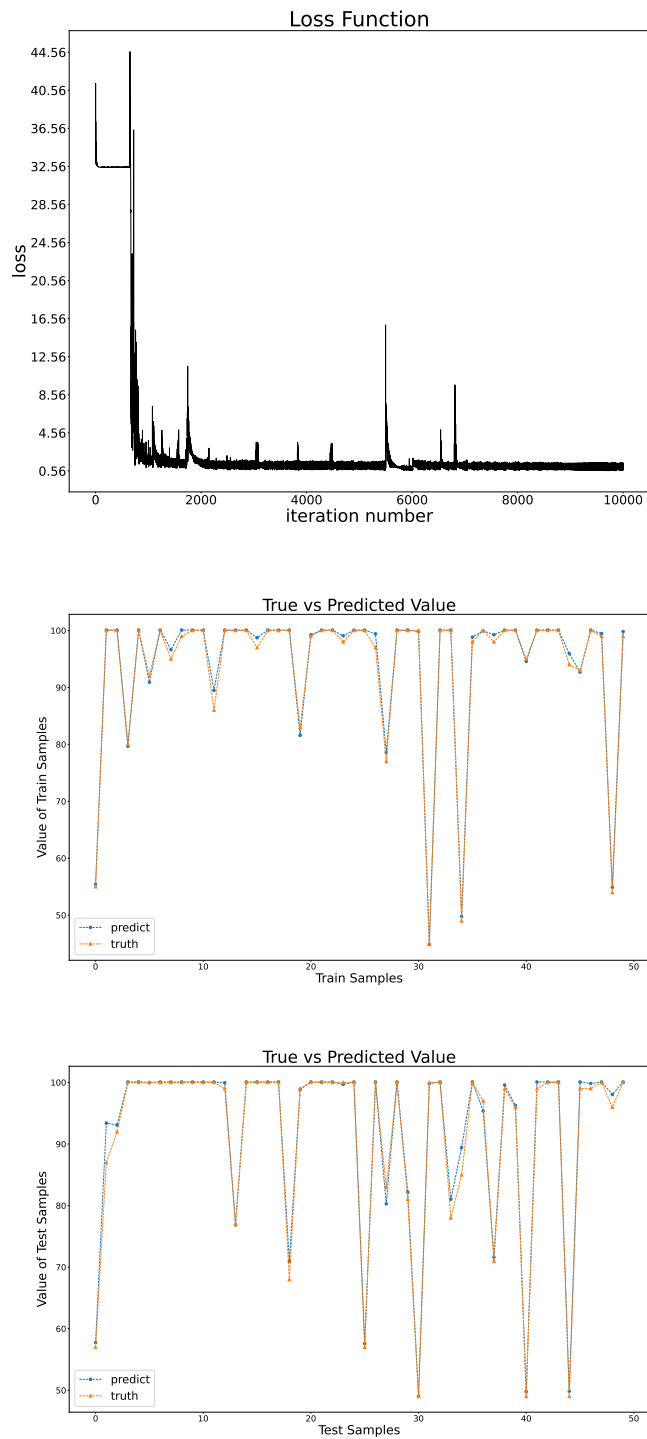 Loss Function
44.56
40.56
36.56
32.56
28.56
24.56
20.56
16.56
12.56
8.56
4.56
0.56
loss
0 2000 4000 6000 8000 10000
iteration number
True vs Predicted Value
100
90
80
70
60
50
Value of Train Samples
predict
truth
0 10 20 30 40 50
Train Samples
True vs Predicted Value
100
90
80
70
60
50
Value of Test Samples
predict
truth
0 10 20 30 40 50
Test Samples